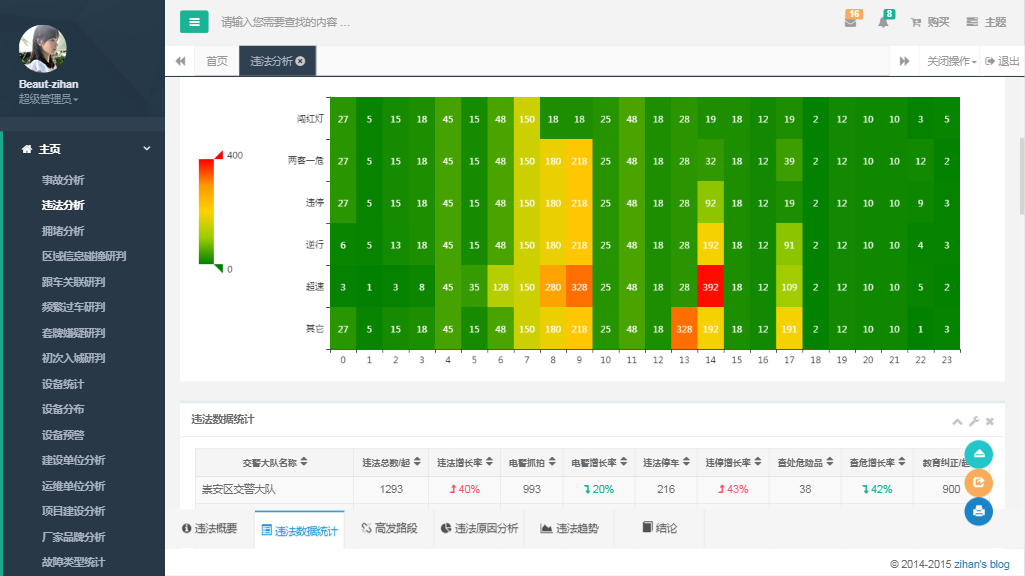 请输入您需要查找的内容 …
16
8
购买
主题
Beaut-zihan
超级管理员
首页
违法分析
关闭操作
退出
主页
事故分析
违法分析
拥堵分析
区域信息碰撞研判
跟车关联研判
频繁过车研判
套牌嫌疑研判
初次入城研判
设备统计
设备分布
设备预警
建设单位分析
运维单位分析
项目建设分析
厂家品牌分析
故障类型统计
400
0
闯红灯 27 5 15 18 45 15 48 150 18 18 25 48 18 28 19 18 12 19 2 12 10 10 3 5
两客一危 27 5 15 18 45 15 48 150 180 218 25 48 18 28 32 18 12 39 2 12 10 10 12 2
违停 27 5 15 18 45 15 48 150 180 218 25 48 18 28 92 18 12 19 2 12 10 10 9 3
逆行 6 5 13 18 45 15 48 150 180 218 25 48 18 28 192 18 12 91 2 12 10 10 4 3
超速 3 1 3 8 45 35 128 150 280 328 25 48 18 28 392 18 12 109 2 12 10 10 5 2
其它 27 5 15 18 45 15 48 150 180 218 25 48 18 328 192 18 12 191 2 12 10 10 1 3
0 1 2 3 4 5 6 7 8 9 10 11 12 13 14 15 16 17 18 19 20 21 22 23
违法数据统计
交警大队名称 违法总数/起 违法增长率 电警抓拍 电警增长率 违法停车 违停增长率 查处危险品 查危增长率 教育纠正/起
崇安区交警大队 1293 40% 993 20% 216 43% 38 42% 900
违法概要 违法数据统计 高发路段 违法原因分析 违法趋势 结论
© 2014-2015 zihan's blog